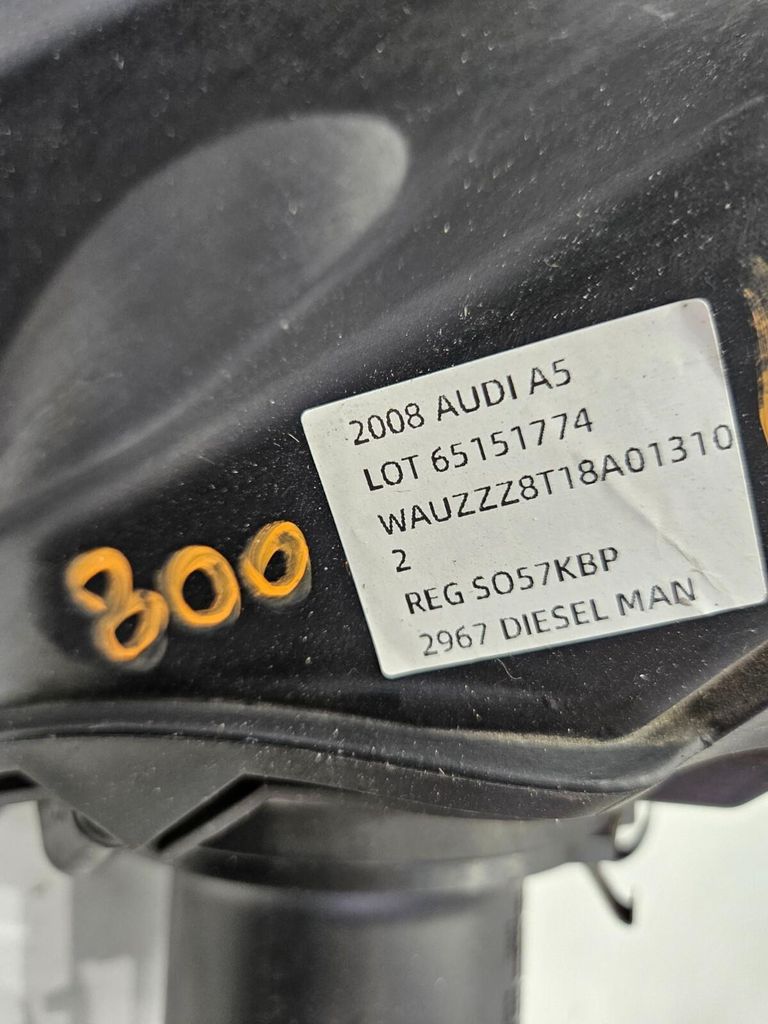 2008 AUDI A5
LOT 65151774
WAUZZZ8T18A01310
2
REG SO57KBP
2967 DIESEL MAN
800